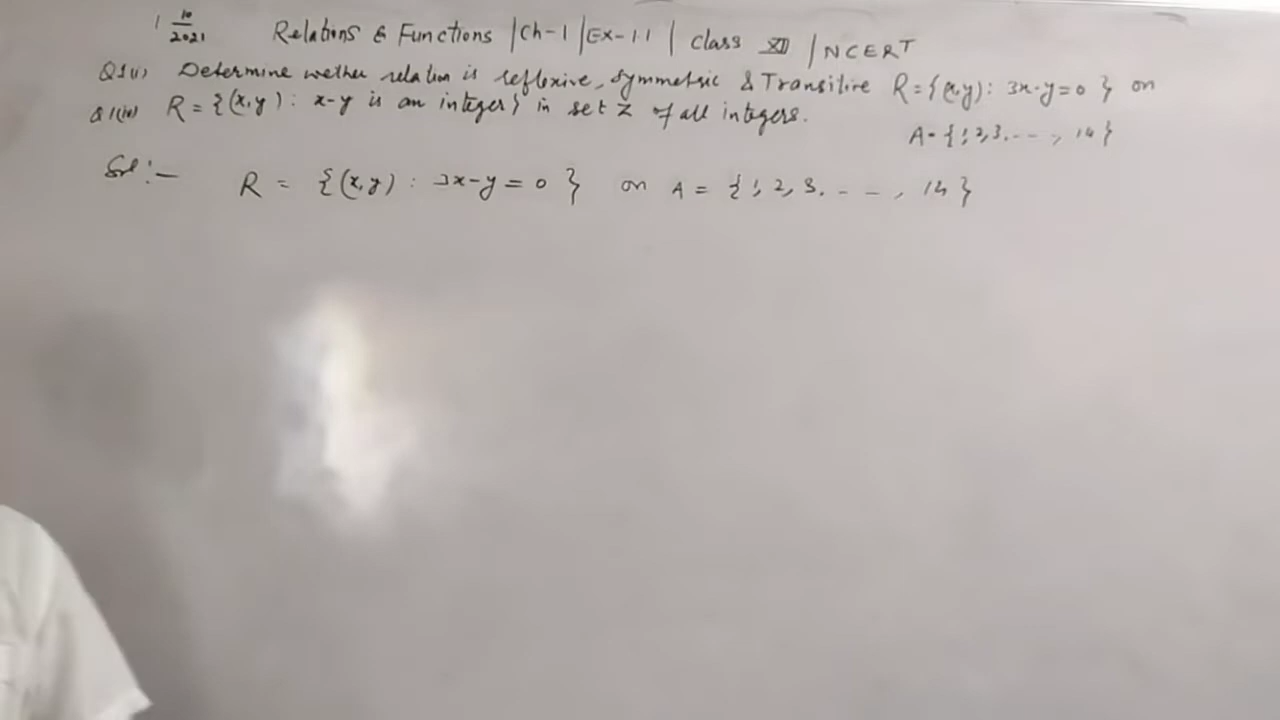 1 10/2021 Relations & Functions | Ch-1 | Ex-1.1 | Class XII | NCERT
Q1(i) Determine wether relation is reflexive, Symmetric & Transitive R={(x,y): 3x-y=0} on A={1,2,3,---, 14}
Q1(iv) R={(x,y): x-y is an integer} in set Z of all integers.
Sol:- R = {(x,y) : 3x-y=0} on A = {1, 2, 3, - - -, 14}